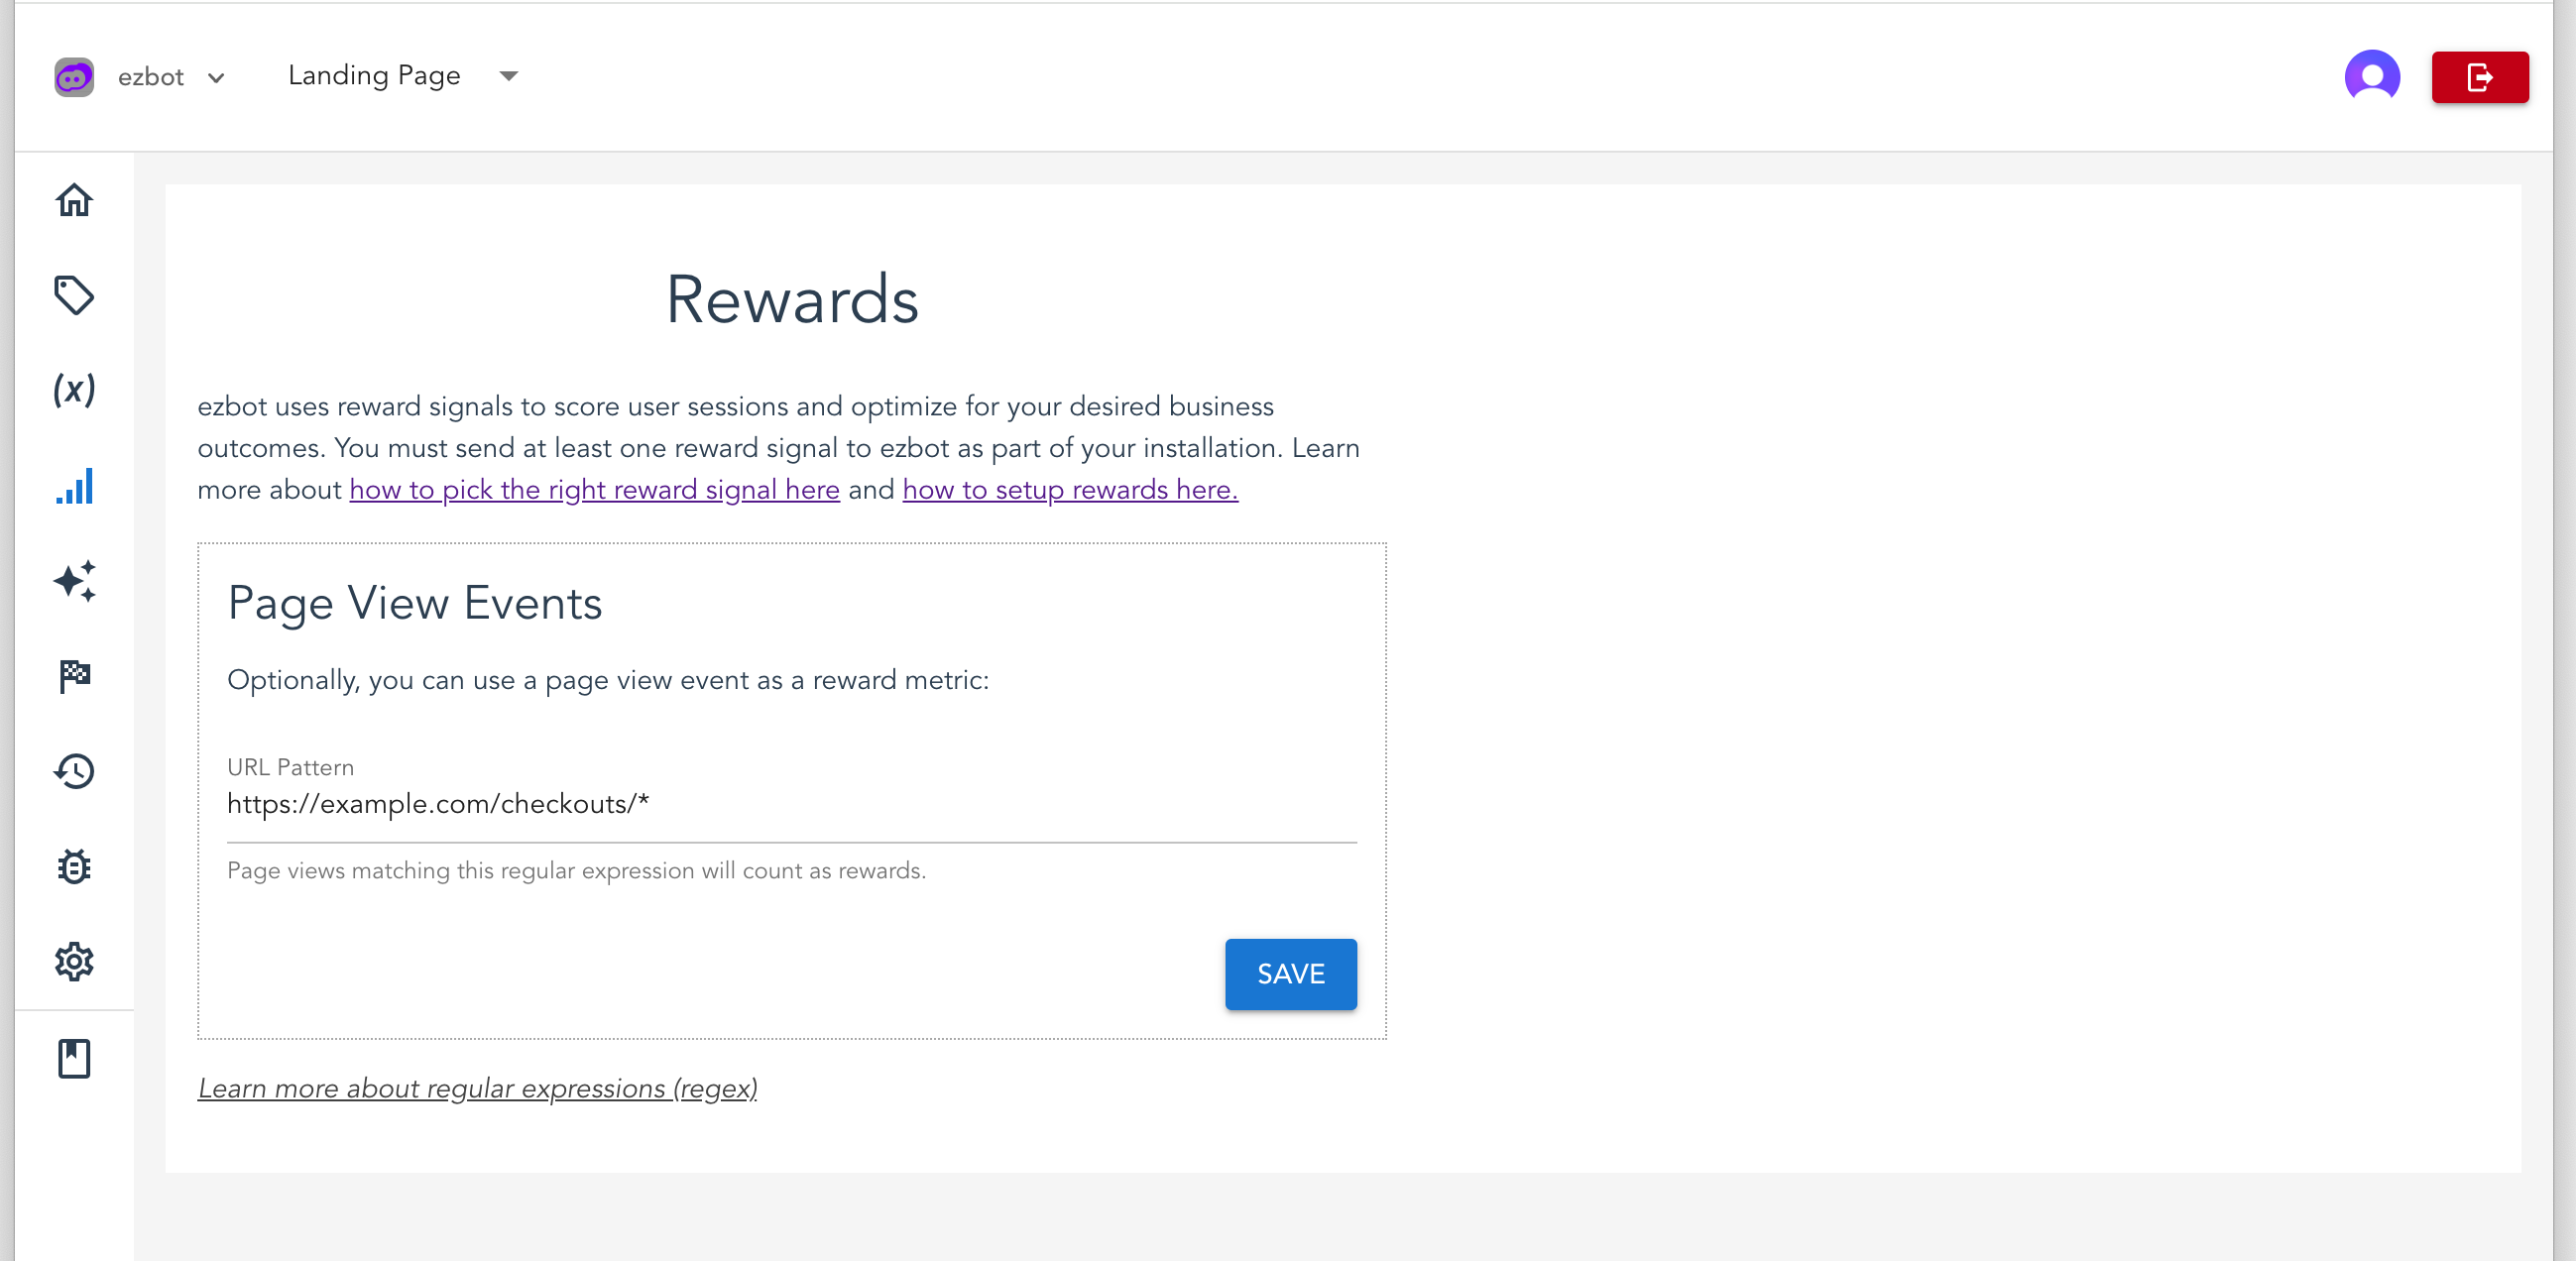 ezbot
Landing Page
(x)
Rewards
ezbot uses reward signals to score user sessions and optimize for your desired business
outcomes. You must send at least one reward signal to ezbot as part of your installation. Learn
more about how to pick the right reward signal here and how to setup rewards here.
Page View Events
Optionally, you can use a page view event as a reward metric:
URL Pattern
https://example.com/checkouts/*
Page views matching this regular expression will count as rewards.
SAVE
Learn more about regular expressions (regex)